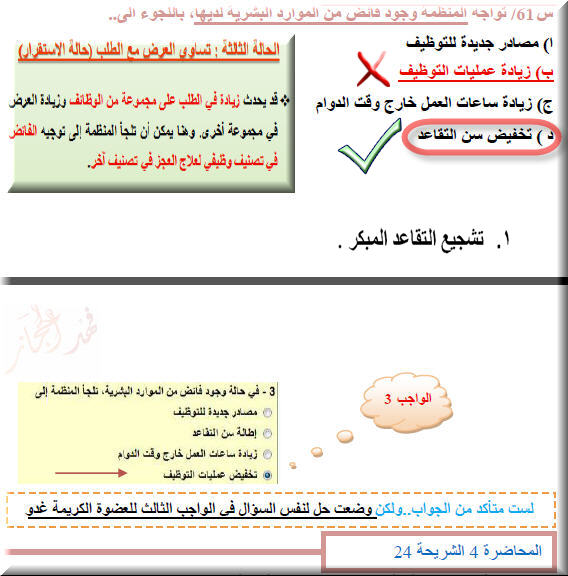 س 61/ تواجه المنظمة وجود فائض من الموارد البشرية لديها، باللجوء الى..
ا) مصادر جديدة للتوظيف
ب) زيادة عمليات التوظيف
ج) زيادة ساعات العمل خارج وقت الدوام
د) تخفيض سن التقاعد
الحالة الثالثة : تساوي العرض مع الطلب (حالة الاستقرار)
قد يحدث زيادة في الطلب على مجموعة من الوظائف وزيادة العرض
في مجموعة أخرى. وهنا يمكن أن تلجأ المنظمة إلى توجيه الفائض
في تصنيف وظيفي لعلاج العجز في تصنيف آخر.
١. تشجيع التقاعد المبكر .
فهد الحجاز
الواجب 3
3 - في حالة وجود فائض من الموارد البشرية، تلجأ المنظمة إلى
مصادر جديدة للتوظيف
إطالة سن التقاعد
زيادة ساعات العمل خارج وقت الدوام
تخفيض عمليات التوظيف
لست متأكد من الجواب..ولكن وضعت حل لنفس السؤال في الواجب الثالث للعضوة الكريمة غدو
المحاضرة 4 الشريحة 24